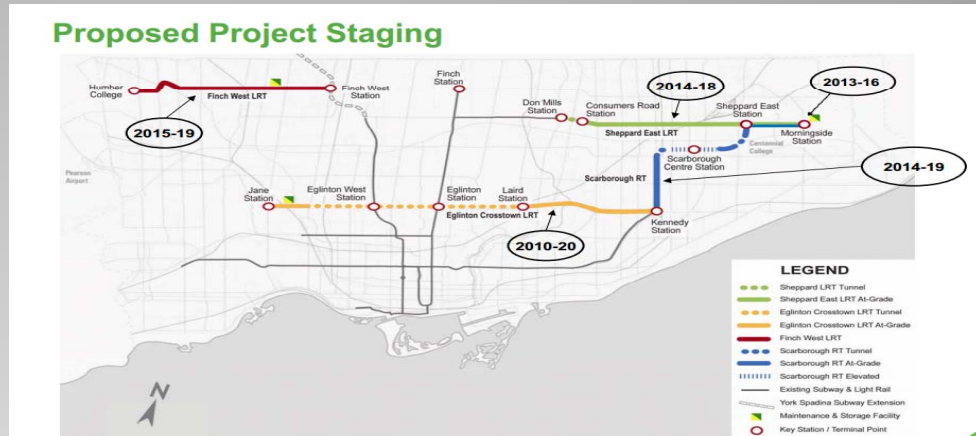 Proposed Project Staging
Humber
College
Finch West LRT
Finch West
Station
2015-19
Finch
Station
Don Mills
Station
Consumers Road
Station
2014-18
Sheppard East
Station
2013-16
Sheppard East LRT
Morningside
Station
Centennial
College
Scarborough
Centre Station
Scarborough RT
2014-19
Pearson
Airport
Jane
Station
Eglinton West
Station
Eglinton
Station
Laird
Station
Eglinton Crosstown LRT
Kennedy
Station
2010-20
N
LEGEND
Sheppard LRT Tunnel
Sheppard East LRT At-Grade
Eglinton Crosstown LRT Tunnel
Eglinton Crosstown LRT At-Grade
Finch West LRT
Scarborough RT Tunnel
Scarborough RT At-Grade
Scarborough RT Elevated
Existing Subway & Light Rail
York Spadina Subway Extension
Maintenance & Storage Facility
Key Station / Terminal Point